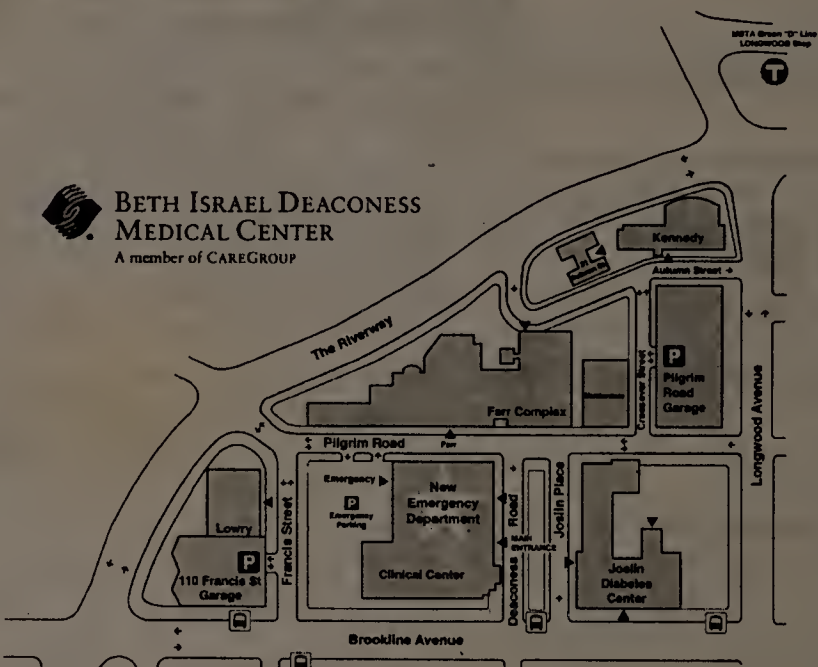 MBTA Green "D" Line
LONGWOOD Stop
T
BETH ISRAEL DEACONESS
MEDICAL CENTER
A member of CAREGROUP
Kennedy
Autumn Street
The Riverway
P
Pilgrim
Road
Garage
Crossover Street
Farr Complex
Farr
Longwood Avenue
Pilgrim Road
Emergency
P
Emergency
Parking
New
Emergency
Department
Clinical Center
Lowry
P
110 Francis St
Garage
Francis Street
Deaconess Road
MAIN
ENTRANCE
Joslin Place
Joslin
Diabetes
Center
Brookline Avenue